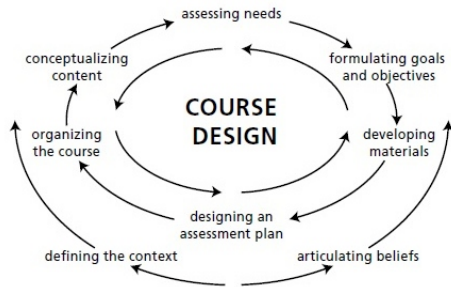 assessing needs
conceptualizing
content
formulating goals
and objectives
COURSE
DESIGN
organizing
the course
developing
materials
designing an
assessment plan
defining the context
articulating beliefs